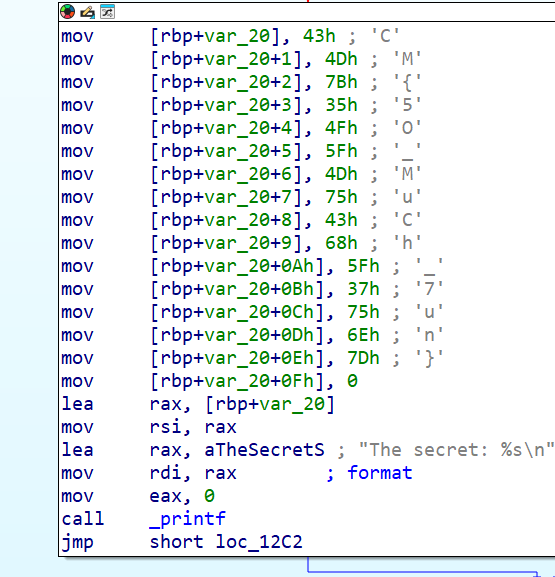 mov [rbp+var_20], 43h ; 'C'
mov [rbp+var_20+1], 4Dh ; 'M'
mov [rbp+var_20+2], 7Bh ; '{'
mov [rbp+var_20+3], 35h ; '5'
mov [rbp+var_20+4], 4Fh ; 'O'
mov [rbp+var_20+5], 5Fh ; '_'
mov [rbp+var_20+6], 4Dh ; 'M'
mov [rbp+var_20+7], 75h ; 'u'
mov [rbp+var_20+8], 43h ; 'C'
mov [rbp+var_20+9], 68h ; 'h'
mov [rbp+var_20+0Ah], 5Fh ; '_'
mov [rbp+var_20+0Bh], 37h ; '7'
mov [rbp+var_20+0Ch], 75h ; 'u'
mov [rbp+var_20+0Dh], 6Eh ; 'n'
mov [rbp+var_20+0Eh], 7Dh ; '}'
mov [rbp+var_20+0Fh], 0
lea rax, [rbp+var_20]
mov rsi, rax
lea rax, aTheSecretS ; "The secret: %s\n"
mov rdi, rax ; format
mov eax, 0
call _printf
jmp short loc_12C2